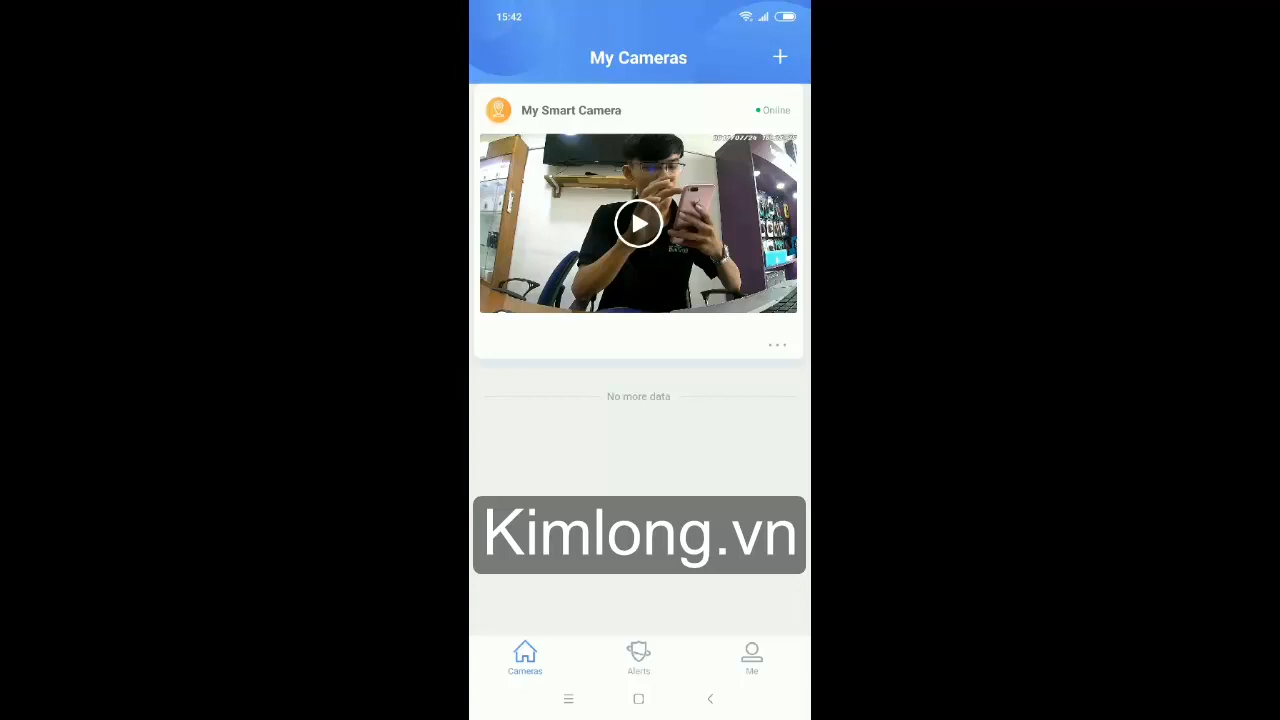 15:42
My Cameras
My Smart Camera
Online
No more data
Kimlong.vn
Cameras
Alerts
Me